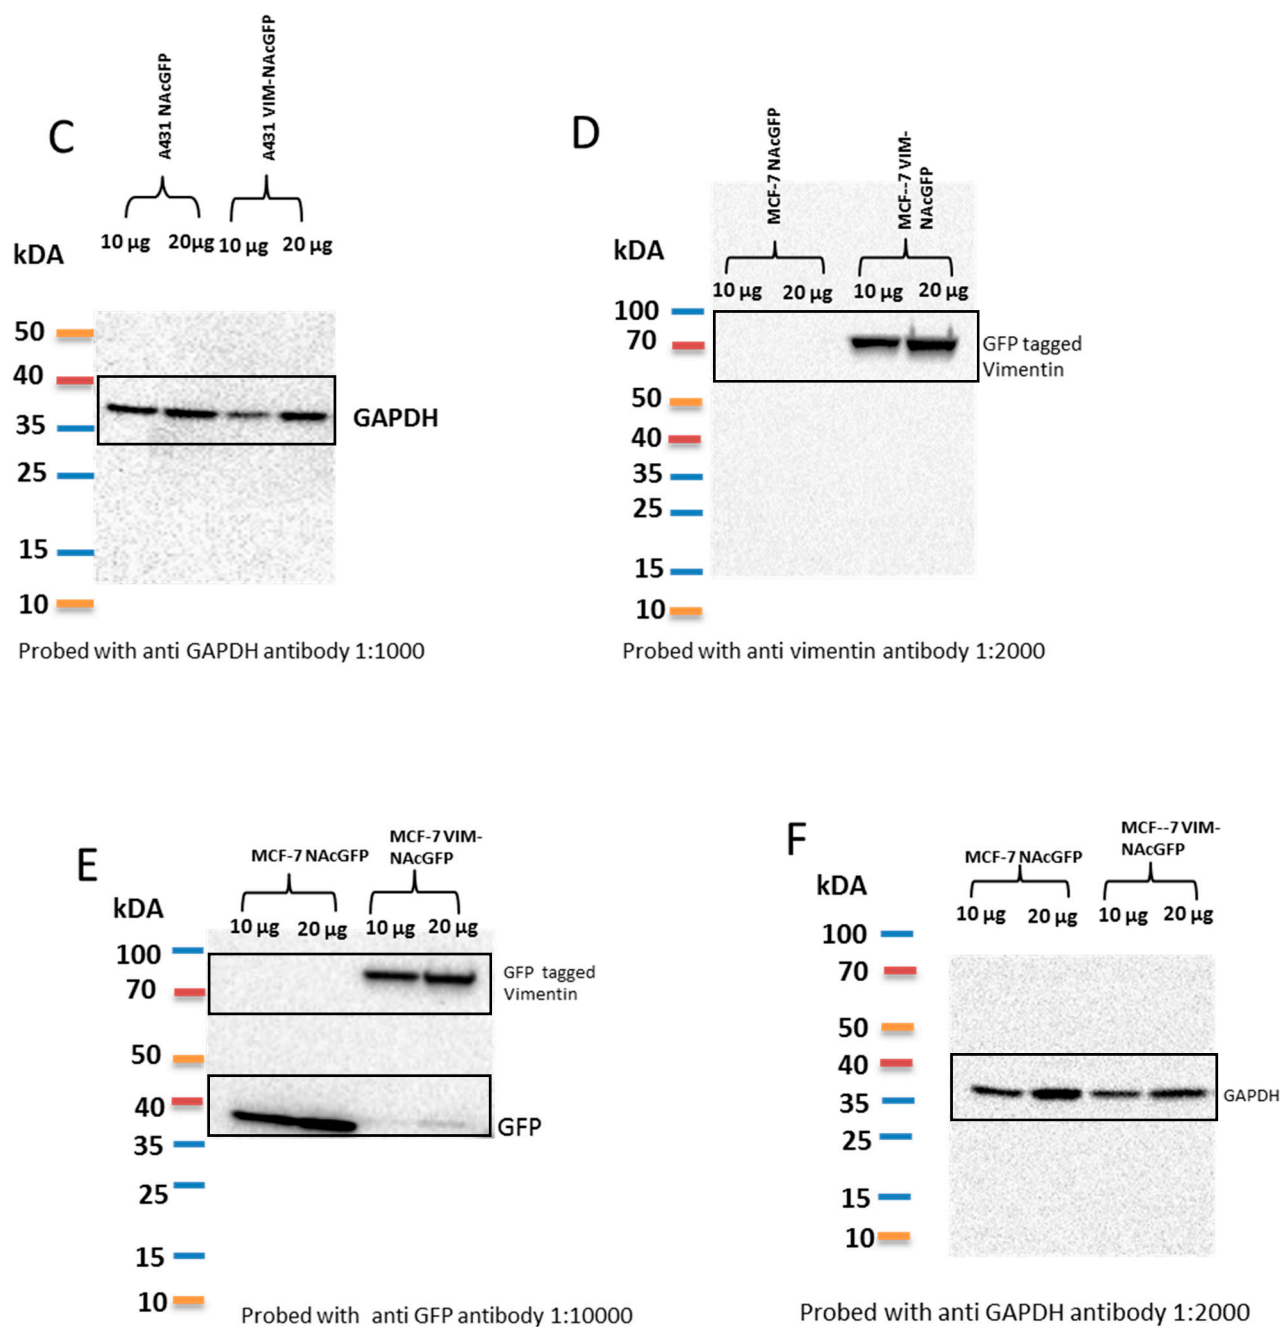 C
A431 NAcGFP
A431 VIM-NAcGFP
10 µg 20µg 10 µg 20 µg
kDA
50
40
35
25
15
10
GAPDH
Probed with anti GAPDH antibody 1:1000
D
MCF-7 NAcGFP
MCF--7 VIM-
NAcGFP
kDA
10 µg 20 µg 10 µg 20 µg
100
70
50
40
35
25
15
10
GFP tagged
Vimentin
Probed with anti vimentin antibody 1:2000
E
MCF-7 NAcGFP
MCF-7 VIM-
NAcGFP
kDA
10 µg 20 µg 10 µg 20 µg
100
70
50
40
35
25
15
10
GFP tagged
Vimentin
GFP
Probed with anti GFP antibody 1:10000
F
MCF-7 NAcGFP
MCF--7 VIM-
NAcGFP
kDA
10 µg 20 µg 10 µg 20 µg
100
70
50
40
35
25
15
10
GAPDH
Probed with anti GAPDH antibody 1:2000